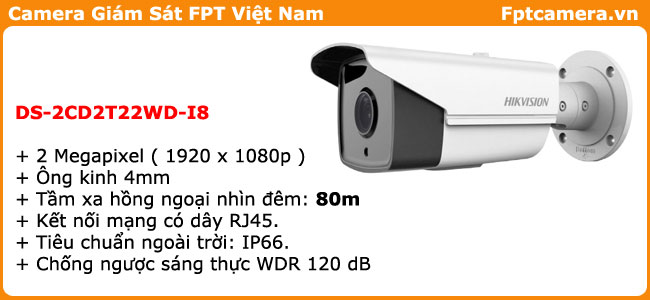 Camera Giám Sát FPT Việt Nam
Fptcamera.vn
HIKVISION
DS-2CD2T22WD-I8
+ 2 Megapixel ( 1920 x 1080p )
+ Ông kinh 4mm
+ Tầm xa hồng ngoại nhìn đêm: 80m
+ Kết nối mạng có dây RJ45.
+ Tiêu chuẩn ngoài trời: IP66.
+ Chống ngược sáng thực WDR 120 dB